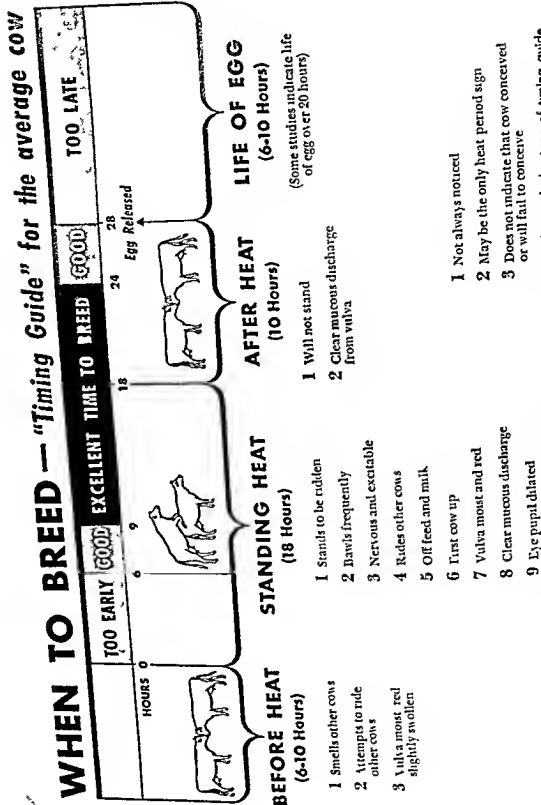 WHEN TO BREED — "Timing Guide" for the average cow
TOO EARLY GOOD EXCELLENT TIME TO BREED GOOD TOO LATE
HOURS 0 6 9 18 24 28
Egg Released
BEFORE HEAT
(6-10 Hours)
1 Smells other cows
2 Attempts to ride
other cows
3 Vulva moist red
slightly swollen
STANDING HEAT
(18 Hours)
1 Stands to be ridden
2 Bawls frequently
3 Nervous and excitable
4 Rides other cows
5 Off feed and milk
6 First cow up
7 Vulva moist and red
8 Clear mucous discharge
9 Eye pupil dilated
AFTER HEAT
(10 Hours)
1 Will not stand
2 Clear mucous discharge
from vulva
LIFE OF EGG
(6-10 Hours)
(Some studies indicate life
of egg over 20 hours)
1 Not always noticed
2 May be the only heat period sign
3 Does not indicate that cow conceived
or will fail to conceive